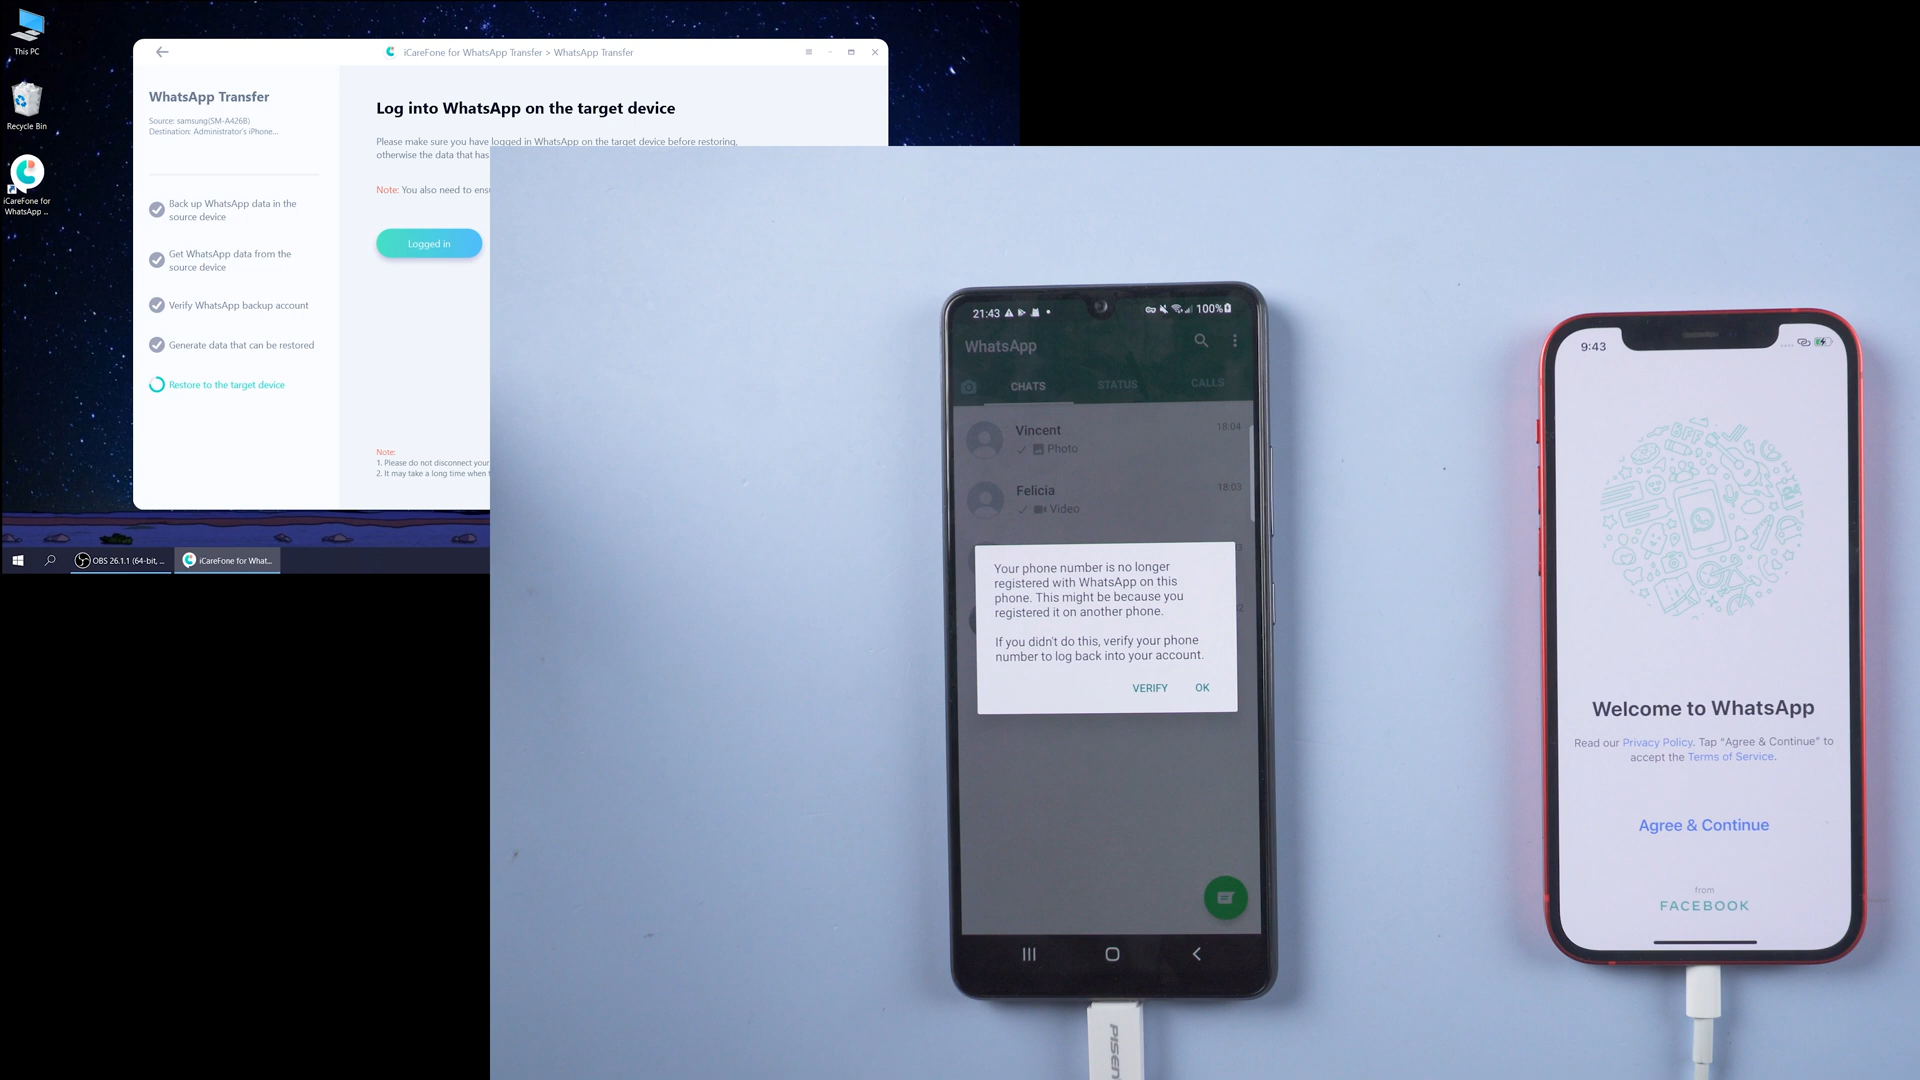 This PC
Recycle Bin
iCareFone for
WhatsApp ...
iCareFone for WhatsApp Transfer > WhatsApp Transfer
WhatsApp Transfer
Source: samsung(SM-A426B)
Destination: Administrator's iPhone...
Back up WhatsApp data in the
source device
Get WhatsApp data from the
source device
Verify WhatsApp backup account
Generate data that can be restored
Restore to the target device
Log into WhatsApp on the target device
Please make sure you have logged in WhatsApp on the target device before restoring,
otherwise the data that has
Note: You also need to ensu
Logged in
Note:
1. Please do not disconnect your
2. It may take a long time when
OBS 26.1.1 (64-bit, ...
iCareFone for What...
21:43
100%
WhatsApp
CHATS
STATUS
CALLS
Vincent
18:04
Photo
Felicia
18:03
Video
Your phone number is no longer
registered with WhatsApp on this
phone. This might be because you
registered it on another phone.
If you didn't do this, verify your phone
number to log back into your account.
VERIFY
OK
PISEN
9:43
Welcome to WhatsApp
Read our Privacy Policy. Tap "Agree & Continue" to
accept the Terms of Service.
Agree & Continue
from
FACEBOOK